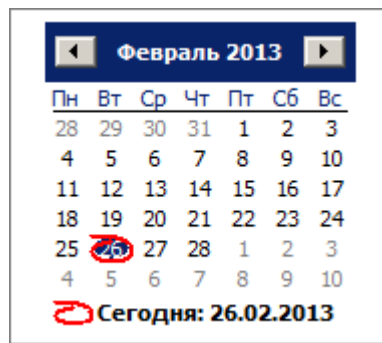 Февраль 2013
Пн Вт Ср Чт Пт Сб Вс
28 29 30 31 1 2 3
4 5 6 7 8 9 10
11 12 13 14 15 16 17
18 19 20 21 22 23 24
25 26 27 28 1 2 3
4 5 6 7 8 9 10
Сегодня: 26.02.2013